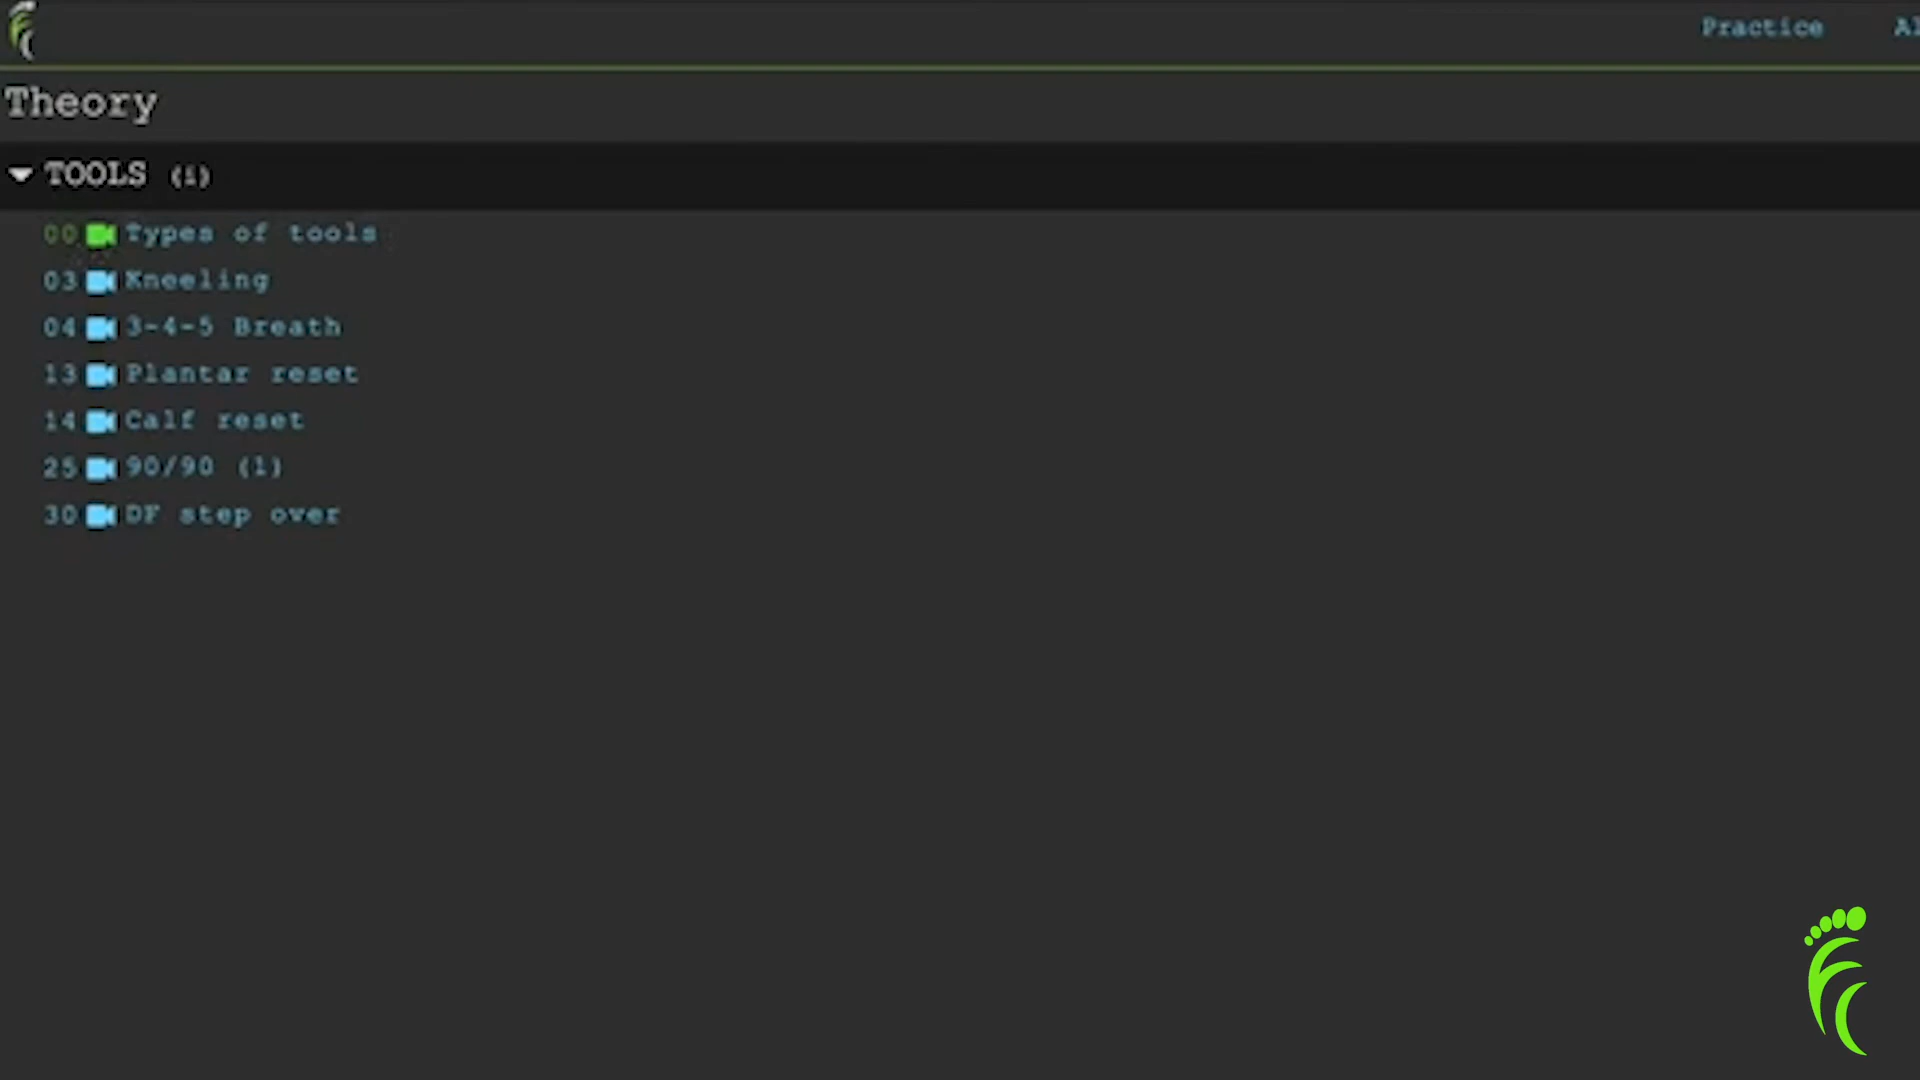 Practice
Theory
TOOLS (i)
00 Types of tools
03 Kneeling
04 3-4-5 Breath
13 Plantar reset
14 Calf reset
25 90/90 (1)
30 DF step over